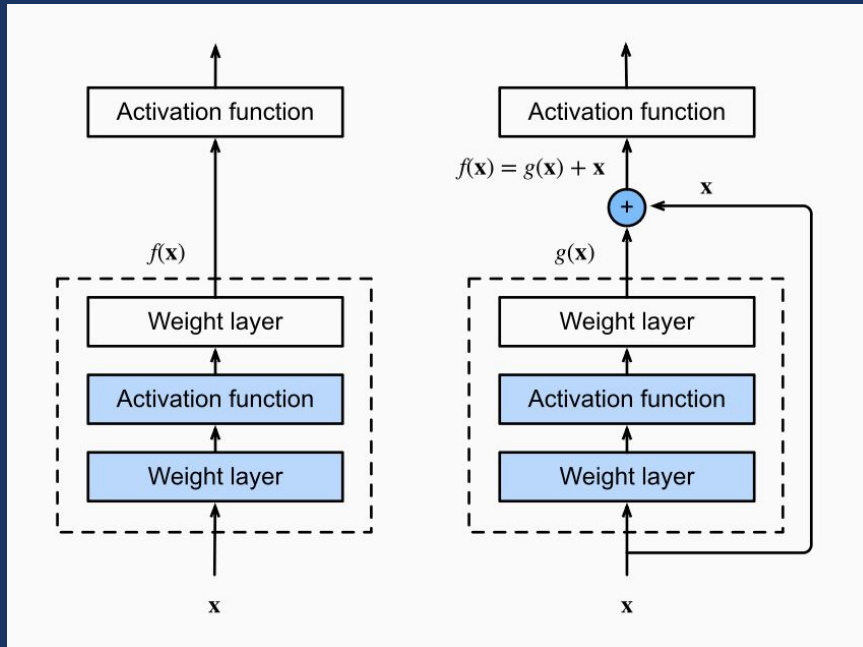 Activation function
f(x)
Weight layer
Activation function
Weight layer
x
Activation function
f(x) = g(x) + x
x
+
g(x)
Weight layer
Activation function
Weight layer
x